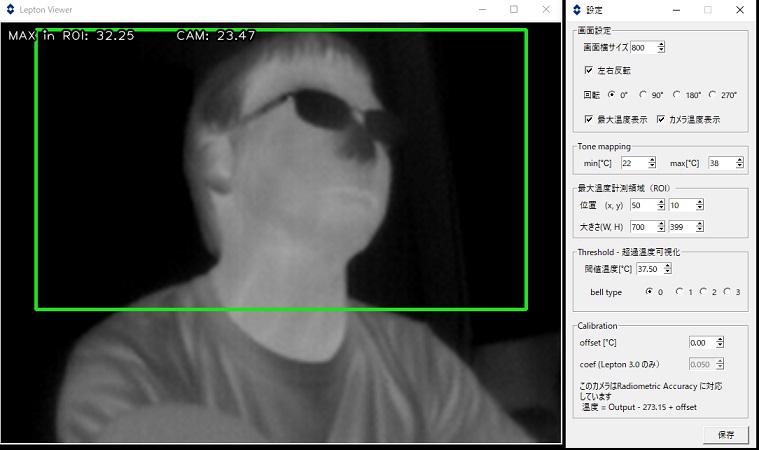 Lepton Viewer
MAX in ROI: 32.25 CAM: 23.47
設定
画面設定
画面横サイズ 800
左右反転
回転 0° 90° 180° 270°
最大温度表示 カメラ温度表示
Tone mapping
min[°C] 22 max[°C] 38
最大温度計測領域（ROI）
位置 (x, y) 50 10
大きさ(W, H) 700 399
Threshold - 超過温度可視化
閾値温度[°C] 37.50
bell type 0 1 2 3
Calibration
offset [°C] 0.00
coef (Lepton 3.0 のみ) 0.050
このカメラはRadiometric Accuracy に対応
しています
温度 = Output - 273.15 + offset
保存